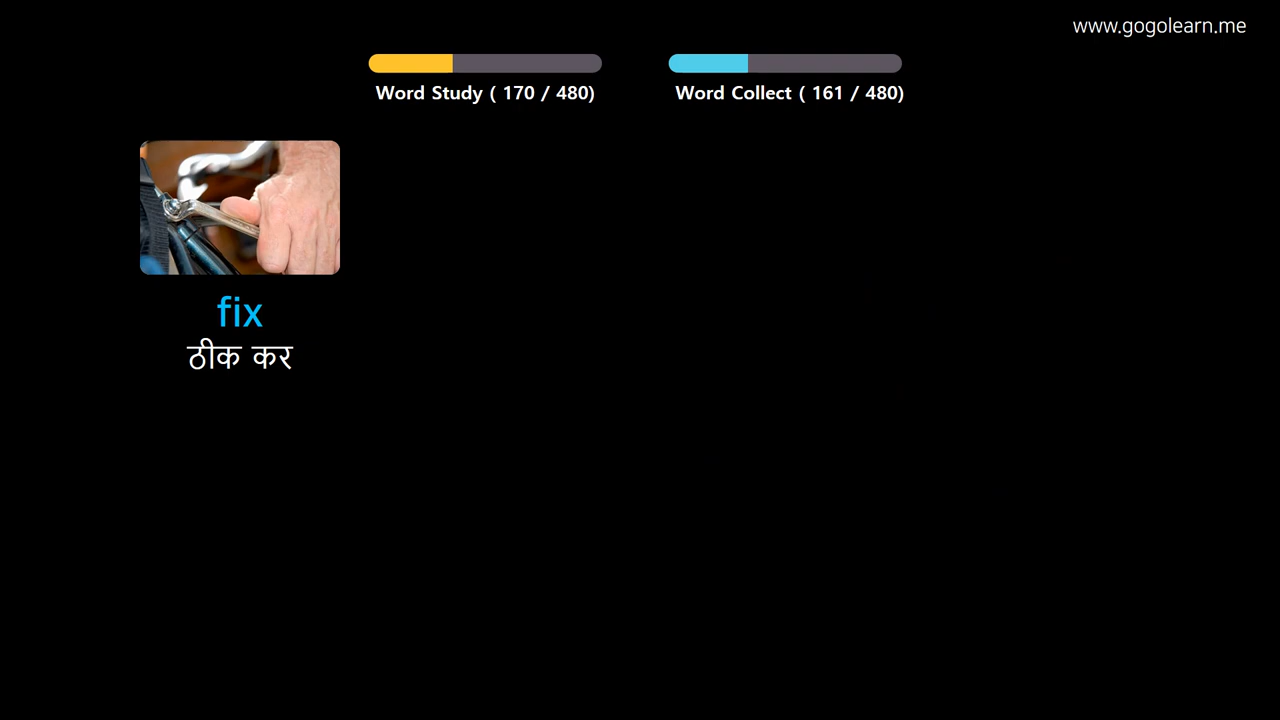 www.gogolearn.me
Word Study ( 170 / 480)
Word Collect ( 161 / 480)
fix
ठीक कर